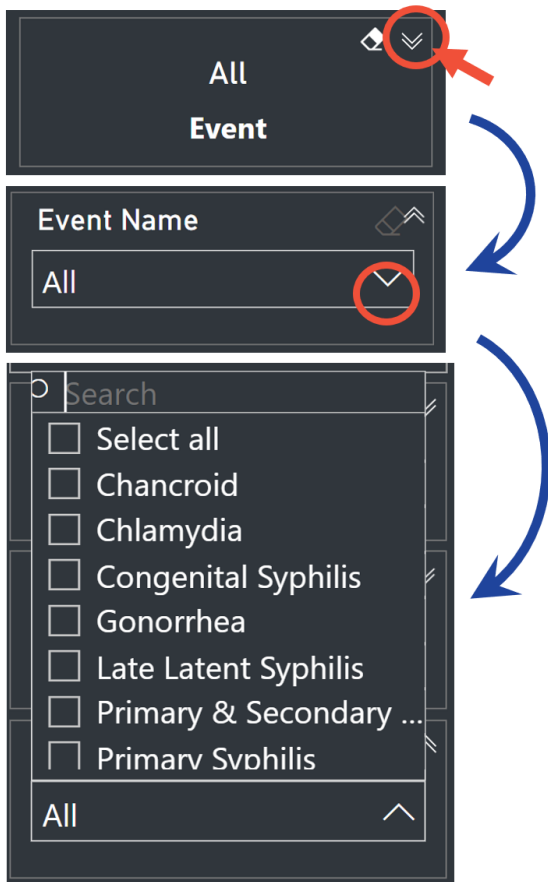 All
Event
Event Name
All
Search
Select all
Chancroid
Chlamydia
Congenital Syphilis
Gonorrhea
Late Latent Syphilis
Primary & Secondary ...
Primary Syphilis
All